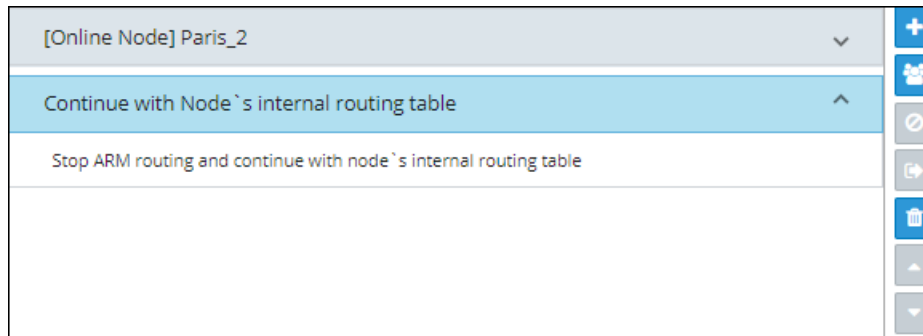 [Online Node] Paris_2
Continue with Node`s internal routing table
Stop ARM routing and continue with node`s internal routing table